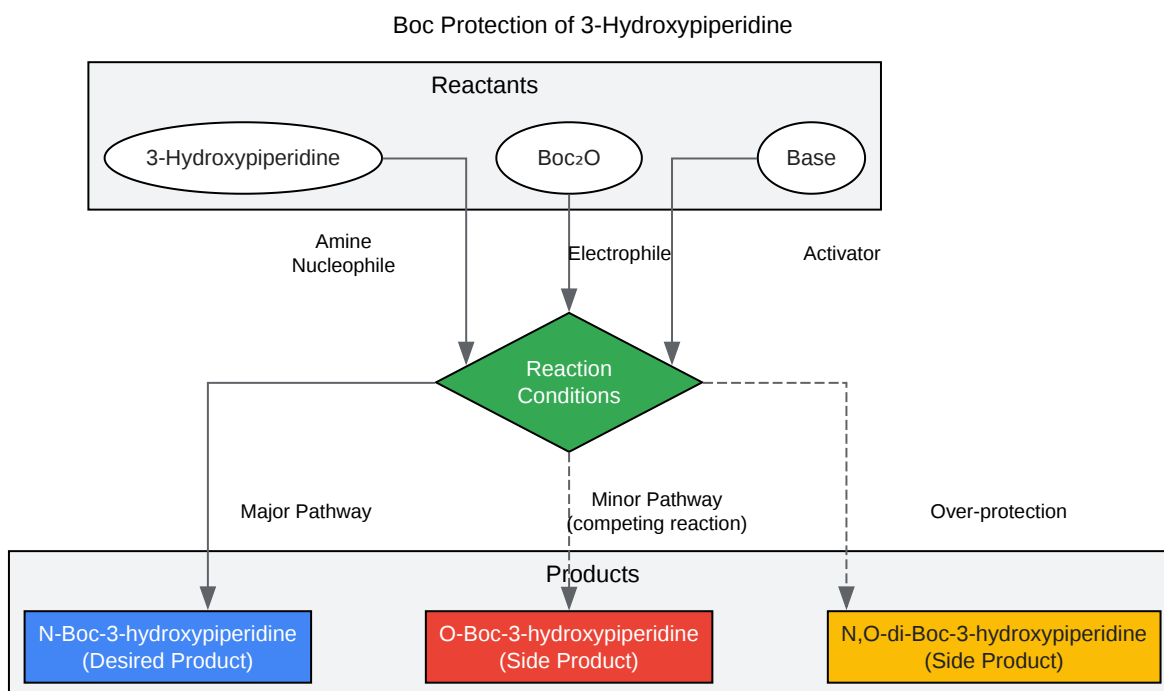 Boc Protection of 3-Hydroxypiperidine
Reactants
3-Hydroxypiperidine
Boc₂O
Base
Amine
Nucleophile
Electrophile
Activator
Reaction
Conditions
Major Pathway
Minor Pathway
(competing reaction)
Over-protection
Products
N-Boc-3-hydroxypiperidine
(Desired Product)
O-Boc-3-hydroxypiperidine
(Side Product)
N,O-di-Boc-3-hydroxypiperidine
(Side Product)